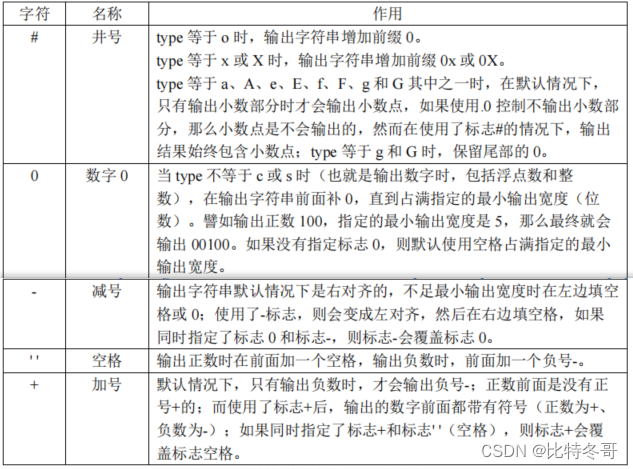 字符 名称 作用
# 井号 type 等于 o 时，输出字符串增加前缀 0。
type 等于 x 或 X 时，输出字符串增加前缀 0x 或 0X。
type 等于 a、A、e、E、f、F、g 和 G 其中之一时，在默认情况下，
只有输出小数部分时才会输出小数点，如果使用.0 控制不输出小数部
分，那么小数点是不会输出的，然而在使用了标志#的情况下，输出
结果始终包含小数点；type 等于 g 和 G 时，保留尾部的 0。
0 数字 0 当 type 不等于 c 或 s 时（也就是输出数字时，包括浮点数和整
数），在输出字符串前面补 0，直到占满指定的最小输出宽度（位
数）。譬如输出正数 100，指定的最小输出宽度是 5，那么最终就会
输出 00100。如果没有指定标志 0，则默认使用空格占满指定的最小
输出宽度。
- 减号 输出字符串默认情况下是右对齐的，不足最小输出宽度时在左边填空
格或 0；使用了-标志，则会变成左对齐，然后在右边填空格，如果
同时指定了标志 0 和标志-，则标志-会覆盖标志 0。
' ' 空格 输出正数时在前面加一个空格，输出负数时，前面加一个负号-。
+ 加号 默认情况下，只有输出负数时，才会输出负号-；正数前面是没有正
号+的；而使用了标志+后，输出的数字前面都带有符号（正数为+、
负数为-）；如果同时指定了标志+和标志' '（空格），则标志+会覆
盖标志空格。
CSDN @比特冬哥